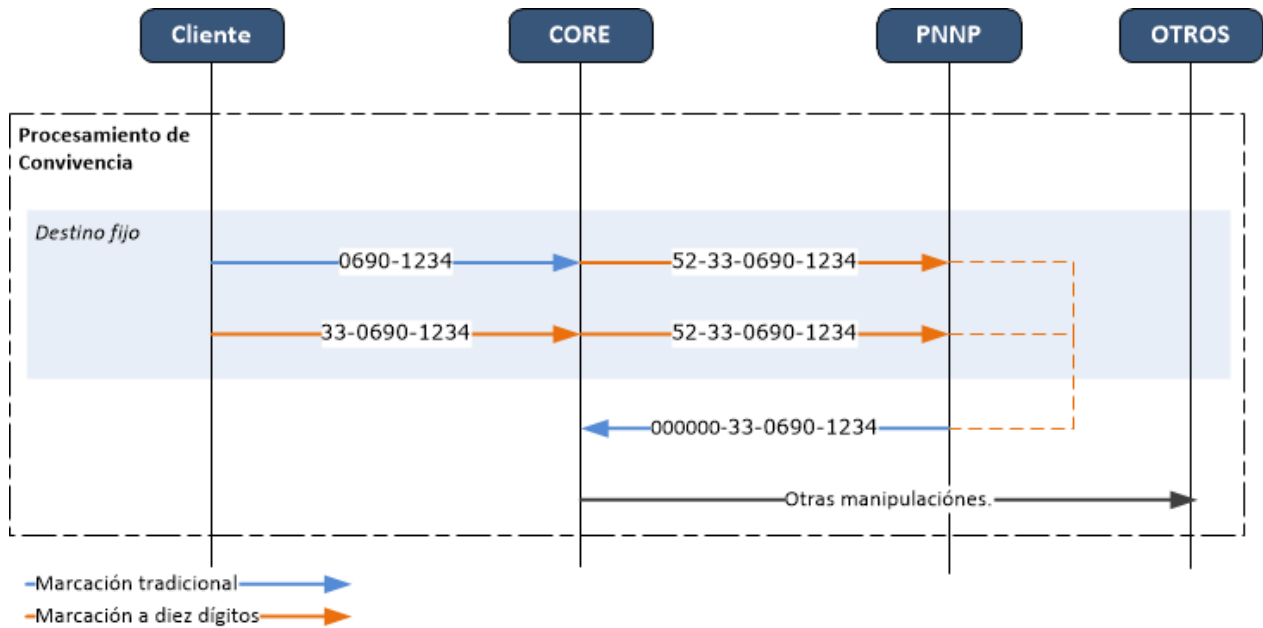 Cliente
CORE
PNNP
OTROS
Procesamiento de
Convivencia
Destino fijo
0690-1234
52-33-0690-1234
33-0690-1234
52-33-0690-1234
000000-33-0690-1234
Otras manipulaciónes.
Marcación tradicional
Marcación a diez dígitos